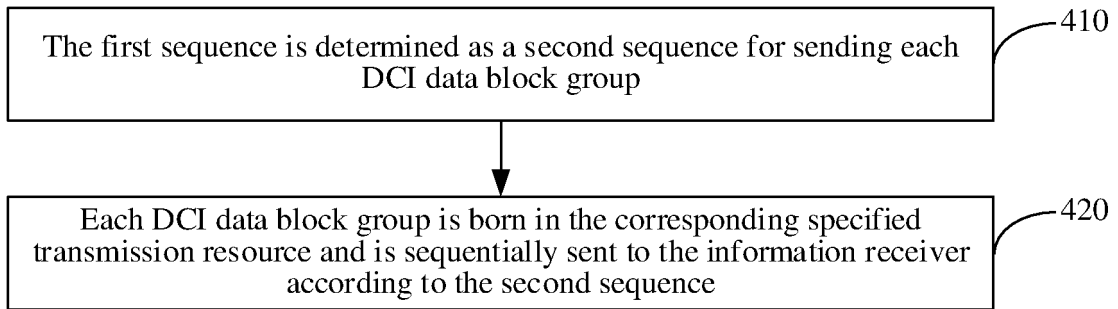 The first sequence is determined as a second sequence for sending each
DCI data block group
410
Each DCI data block group is born in the corresponding specified
transmission resource and is sequentially sent to the information receiver
according to the second sequence
420